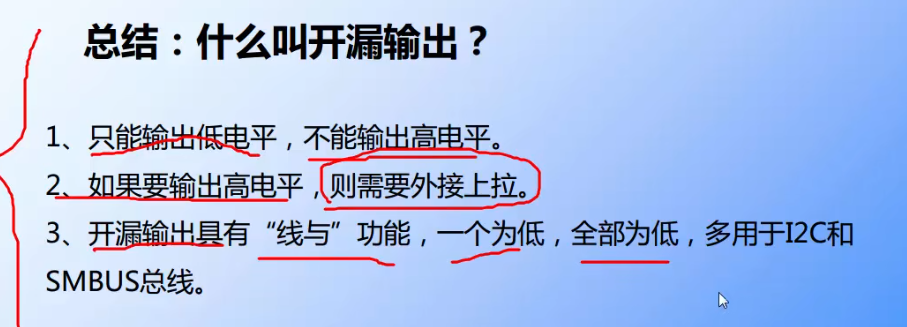 总结：什么叫开漏输出？
1、只能输出低电平，不能输出高电平。
2、如果要输出高电平，则需要外接上拉。
3、开漏输出具有“线与”功能，一个为低，全部为低，多用于I2C和
SMBUS总线。